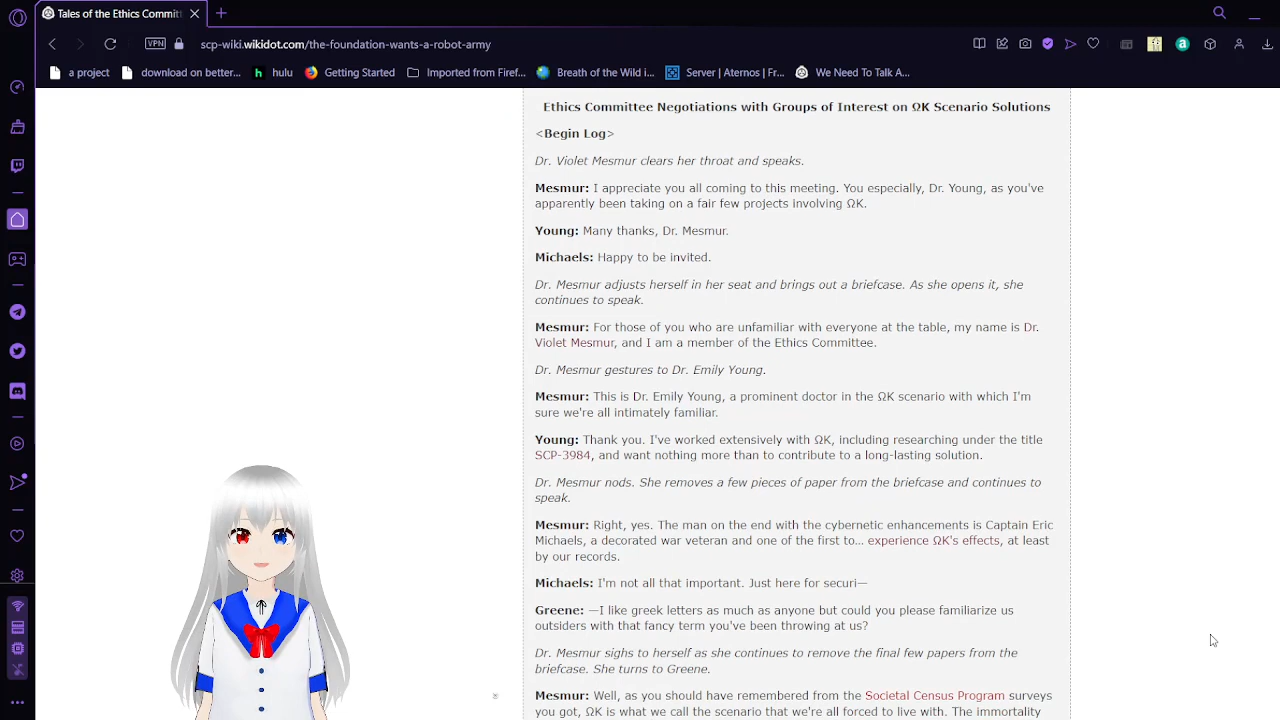 Tales of the Ethics Committ
VPN
scp-wiki.wikidot.com/the-foundation-wants-a-robot-army
a project
download on better...
hulu
Getting Started
Imported from Firef...
Breath of the Wild i...
Server | Aternos | Fr...
We Need To Talk A...
Ethics Committee Negotiations with Groups of Interest on ΩK Scenario Solutions
<Begin Log>
Dr. Violet Mesmur clears her throat and speaks.
Mesmur: I appreciate you all coming to this meeting. You especially, Dr. Young, as you've
apparently been taking on a fair few projects involving ΩK.
Young: Many thanks, Dr. Mesmur.
Michaels: Happy to be invited.
Dr. Mesmur adjusts herself in her seat and brings out a briefcase. As she opens it, she
continues to speak.
Mesmur: For those of you who are unfamiliar with everyone at the table, my name is Dr.
Violet Mesmur, and I am a member of the Ethics Committee.
Dr. Mesmur gestures to Dr. Emily Young.
Mesmur: This is Dr. Emily Young, a prominent doctor in the ΩK scenario with which I'm
sure we're all intimately familiar.
Young: Thank you. I've worked extensively with ΩK, including researching under the title
SCP-3984, and want nothing more than to contribute to a long-lasting solution.
Dr. Mesmur nods. She removes a few pieces of paper from the briefcase and continues to
speak.
Mesmur: Right, yes. The man on the end with the cybernetic enhancements is Captain Eric
Michaels, a decorated war veteran and one of the first to... experience ΩK's effects, at least
by our records.
Michaels: I'm not all that important. Just here for securi—
Greene: —I like greek letters as much as anyone but could you please familiarize us
outsiders with that fancy term you've been throwing at us?
Dr. Mesmur sighs to herself as she continues to remove the final few papers from the
briefcase. She turns to Greene.
Mesmur: Well, as you should have remembered from the Societal Census Program surveys
you got, ΩK is what we call the scenario that we're all forced to live with. The immortality